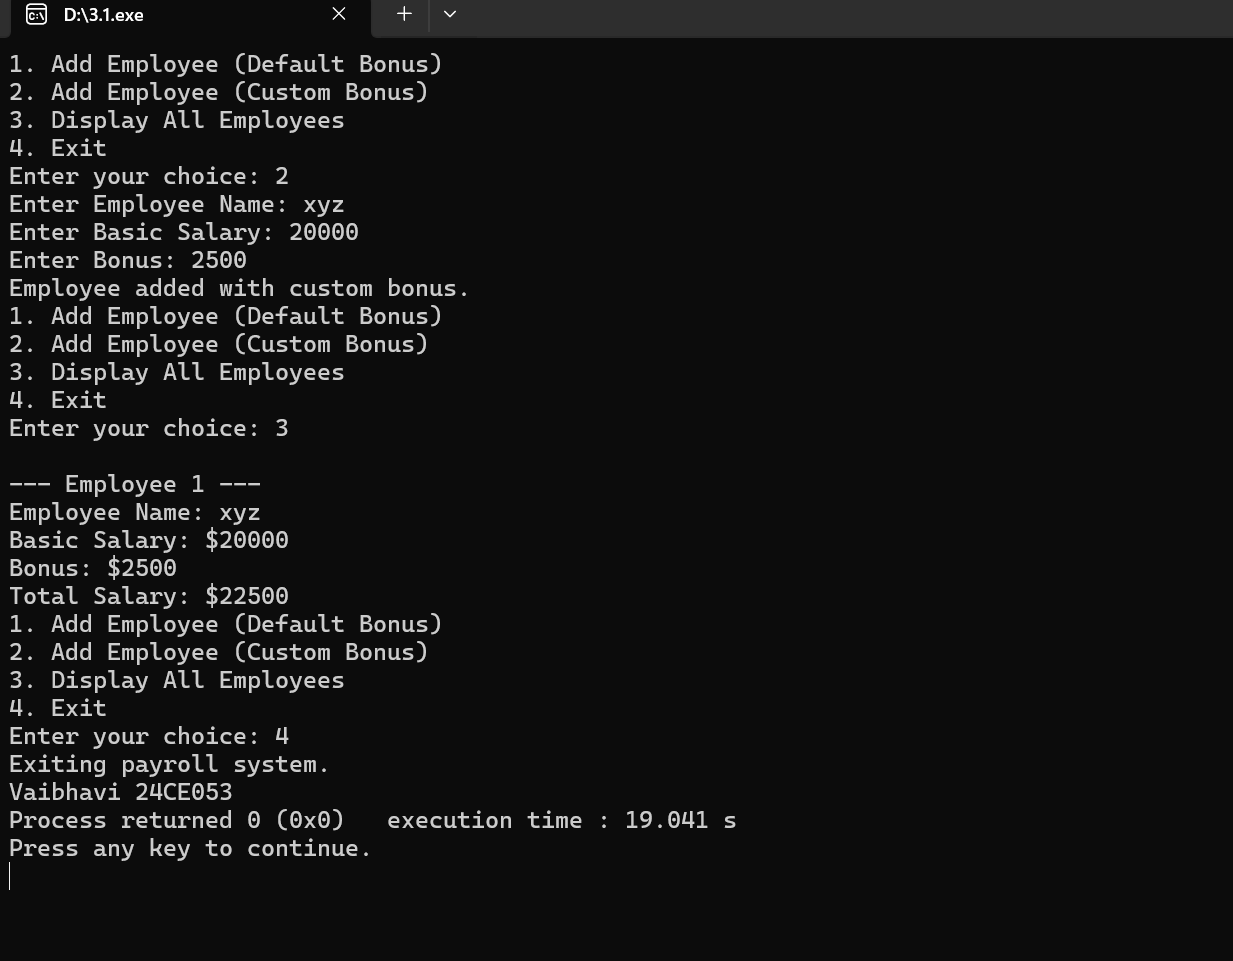 D:\3.1.exe
1. Add Employee (Default Bonus)
2. Add Employee (Custom Bonus)
3. Display All Employees
4. Exit
Enter your choice: 2
Enter Employee Name: xyz
Enter Basic Salary: 20000
Enter Bonus: 2500
Employee added with custom bonus.
1. Add Employee (Default Bonus)
2. Add Employee (Custom Bonus)
3. Display All Employees
4. Exit
Enter your choice: 3

--- Employee 1 ---
Employee Name: xyz
Basic Salary: $20000
Bonus: $2500
Total Salary: $22500
1. Add Employee (Default Bonus)
2. Add Employee (Custom Bonus)
3. Display All Employees
4. Exit
Enter your choice: 4
Exiting payroll system.
Vaibhavi 24CE053
Process returned 0 (0x0)   execution time : 19.041 s
Press any key to continue.